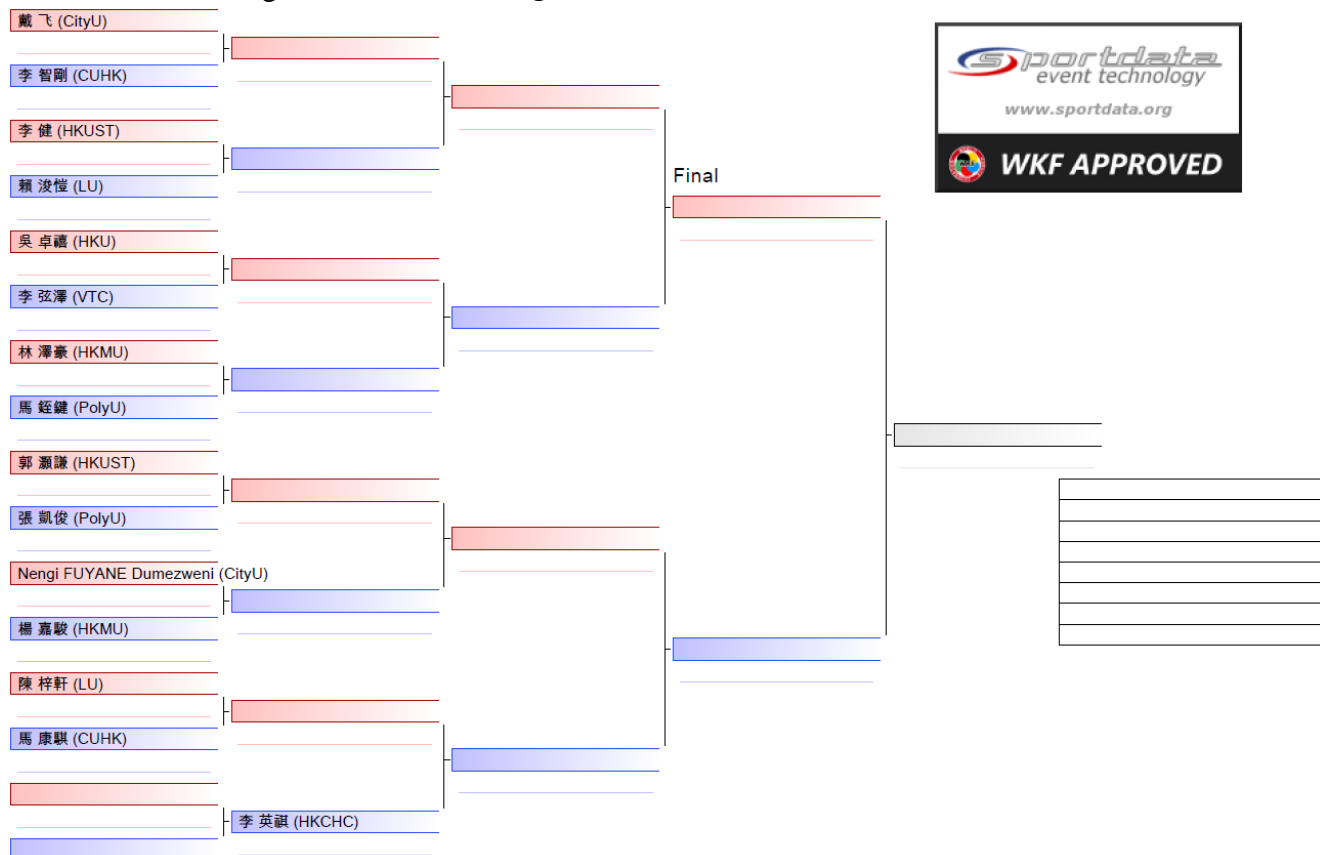 戴 飞 (CityU)
李 智剛 (CUHK)
李 健 (HKUST)
賴 浚愷 (LU)
吳 卓禧 (HKU)
李 弦澤 (VTC)
林 澤豪 (HKMU)
馬 銍鍵 (PolyU)
郭 灝謙 (HKUST)
張 凱俊 (PolyU)
Nengi FUYANE Dumezweni (CityU)
楊 嘉駿 (HKMU)
陳 梓軒 (LU)
馬 康騏 (CUHK)
李 英祺 (HKCHC)
Final
sportdata
event technology
www.sportdata.org
WKF APPROVED